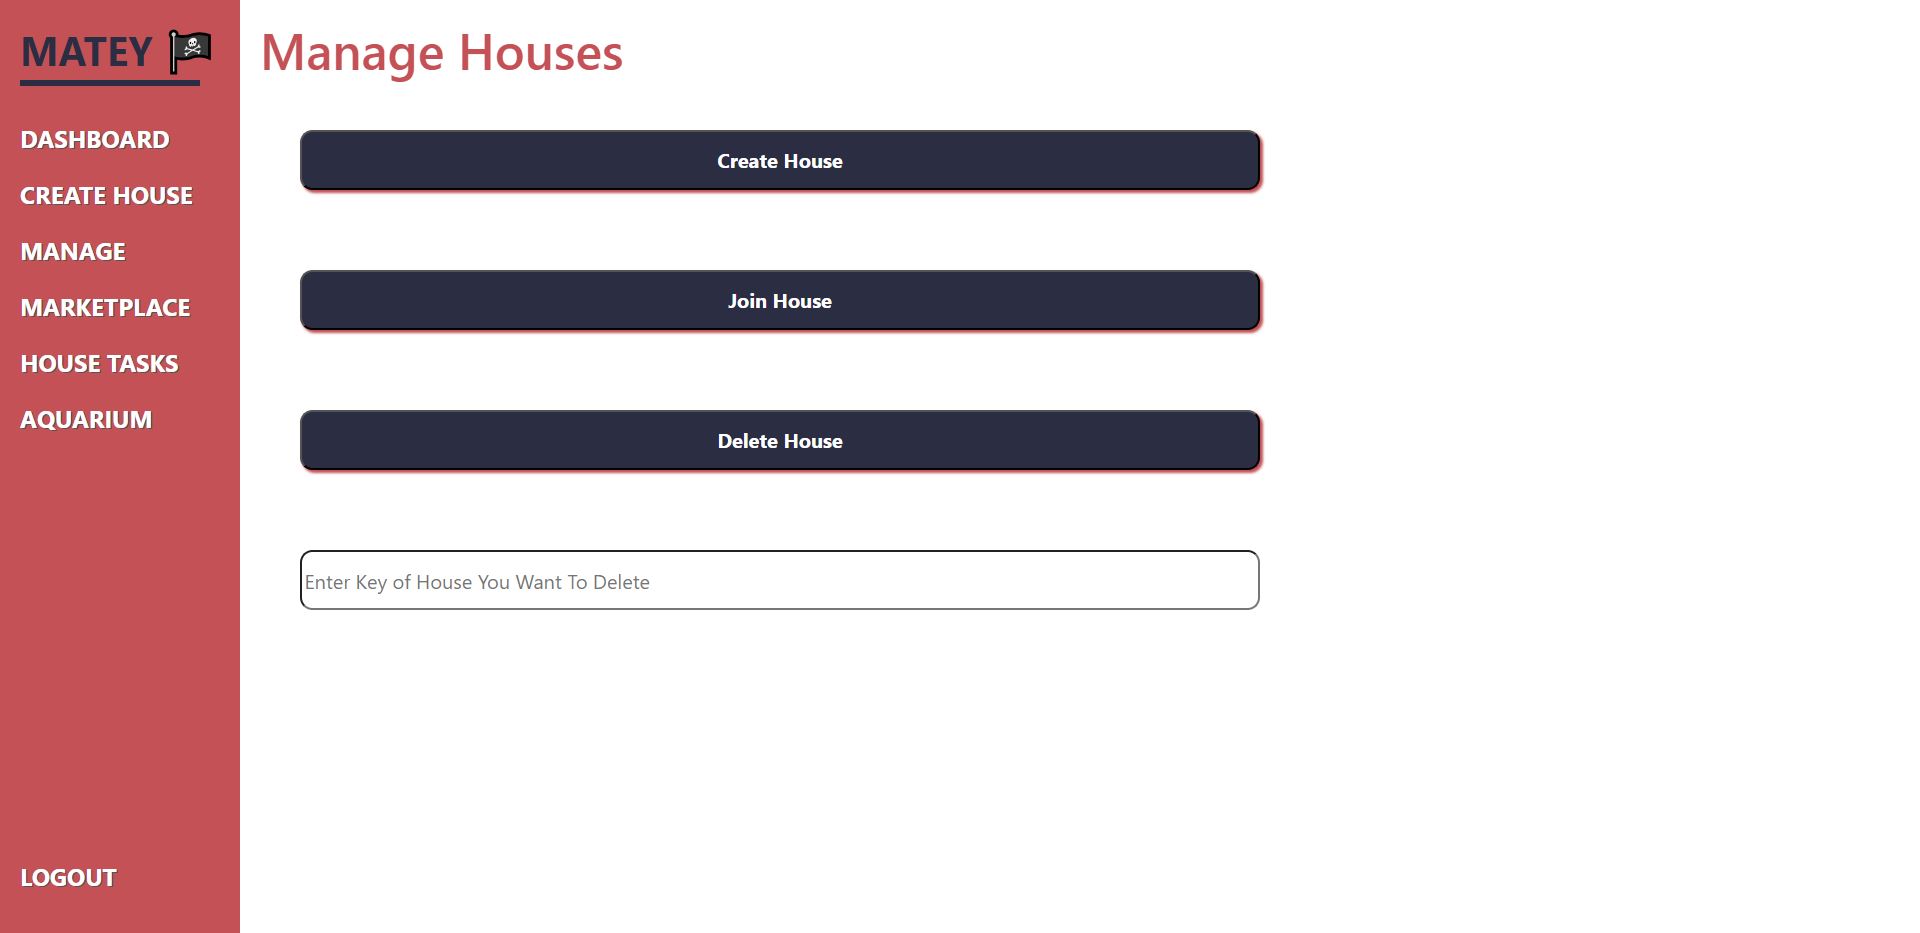 MATEY
DASHBOARD
CREATE HOUSE
MANAGE
MARKETPLACE
HOUSE TASKS
AQUARIUM
LOGOUT
Manage Houses
Create House
Join House
Delete House
Enter Key of House You Want To Delete